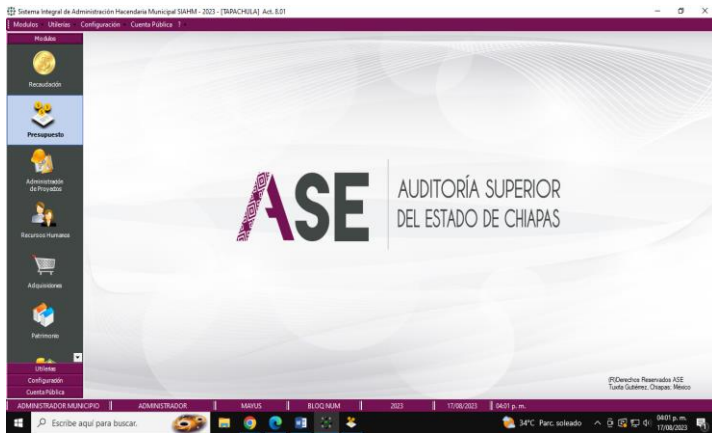 Sistema Integral de Administración Hacendaria Municipal SIAHM - 2023 - [TAPACHULA] Act. 8.01
Modulos Utilerias Configuración Cuenta Pública ?
Modulos
Recaudación
Presupuesto
Administración
de Proyectos
Recursos Humanos
Adquisiciones
Patrimonio
Utilerias
Configuración
Cuenta Pública
ASE
AUDITORÍA SUPERIOR
DEL ESTADO DE CHIAPAS
(R)Derechos Reservados ASE
Tuxtla Gutiérrez, Chiapas; México
ADMINISTRADOR MUNICIPIO ADMINISTRADOR MAYUS BLOQ NUM 2023 17/08/2023 04:01 p. m.
Escribe aquí para buscar.
34°C Parc. soleado
04:01 p. m.
17/08/2023